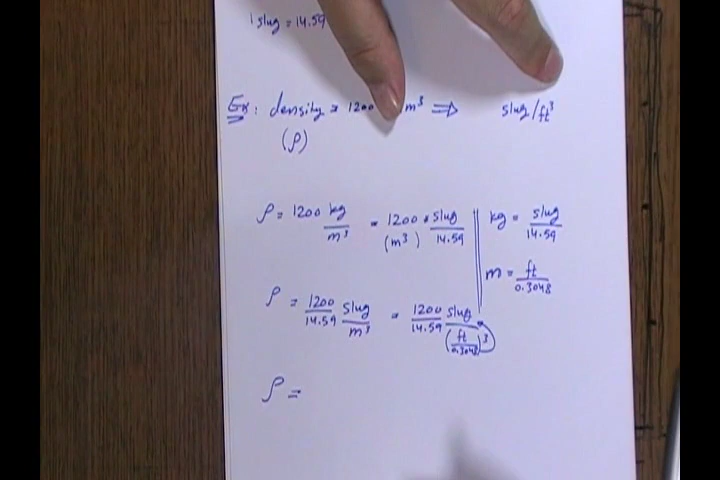 1 slug = 14.59
Ex: density = 1200 m³ ⇒ slug/ft³
(ρ)
ρ = 1200 kg/m³ = 1200/(m³) * slug/14.59 || kg = slug/14.59
m = ft/0.3048
ρ = 1200/14.59 slug/m³ = 1200/14.59 slug/(ft/0.3048)³
ρ =